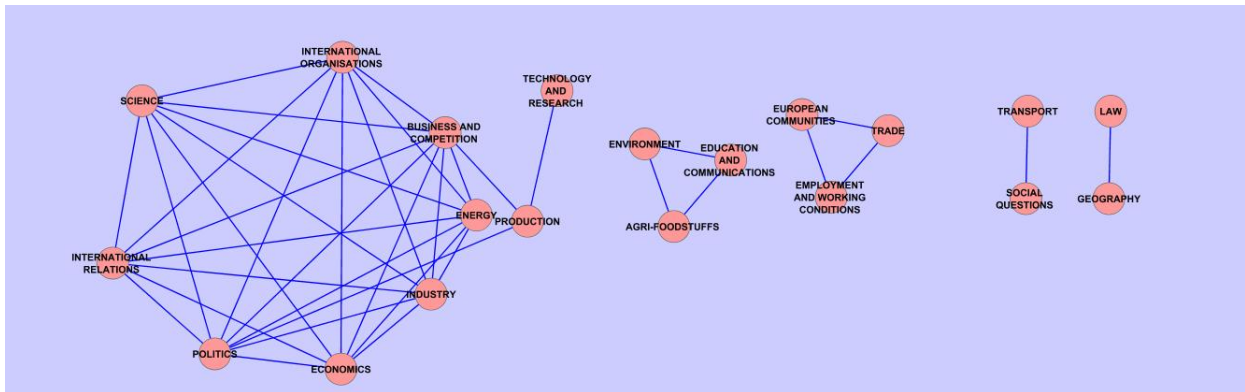 INTERNATIONAL
ORGANISATIONS
SCIENCE
TECHNOLOGY
AND
RESEARCH
BUSINESS AND
COMPETITION
ENERGY
PRODUCTION
INTERNATIONAL
RELATIONS
INDUSTRY
POLITICS
ECONOMICS
ENVIRONMENT
EDUCATION
AND
COMMUNICATIONS
AGRI-FOODSTUFFS
EUROPEAN
COMMUNITIES
TRADE
EMPLOYMENT
AND WORKING
CONDITIONS
TRANSPORT
SOCIAL
QUESTIONS
LAW
GEOGRAPHY